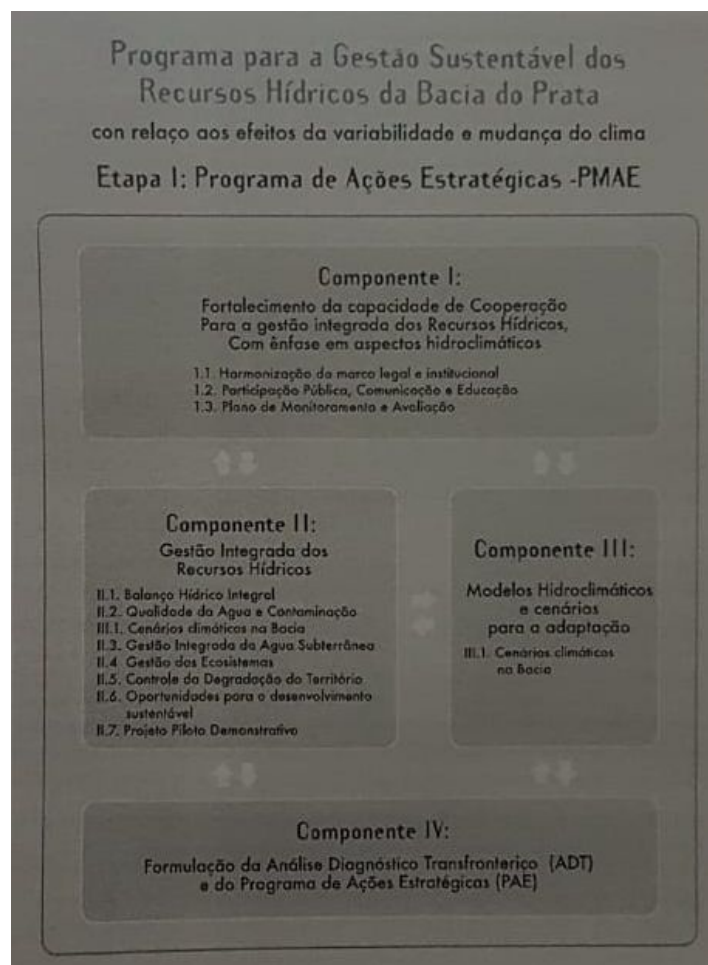 Programa para a Gestão Sustentável dos
Recursos Hídricos da Bacia do Prata
con relaço aos efeitos da variabilidade e mudança do clima
Etapa I: Programa de Ações Estratégicas -PMAE
Componente I:
Fortalecimento da capacidade de Cooperação
Para a gestão integrada dos Recursos Hídricos,
Com ênfase em aspectos hidroclimáticos
1.1. Harmonização do marco legal e institucional
1.2. Participação Pública, Comunicação e Educação
1.3. Plano de Monitoramento e Avaliação
Componente II:
Gestão Integrada dos
Recursos Hídricos
II.1. Balanço Hídrico Integral
II.2. Qualidade da Agua e Contaminação
III.1. Cenários climáticos na Bacia
II.3. Gestão Integrada da Agua Subterrânea
II.4 Gestão dos Ecosistemas
II.5. Controle da Degradação do Território
II.6. Oportunidades para o desenvolvimento
sustentável
II.7. Projeto Piloto Demonstrativo
Componente III:
Modelos Hidroclimáticos
e cenários
para a adaptação
III.1. Cenários climáticos
na Bacia
Componente IV:
Formulação da Análise Diagnóstico Transfronterico (ADT)
e do Programa de Ações Estratégicas (PAE)